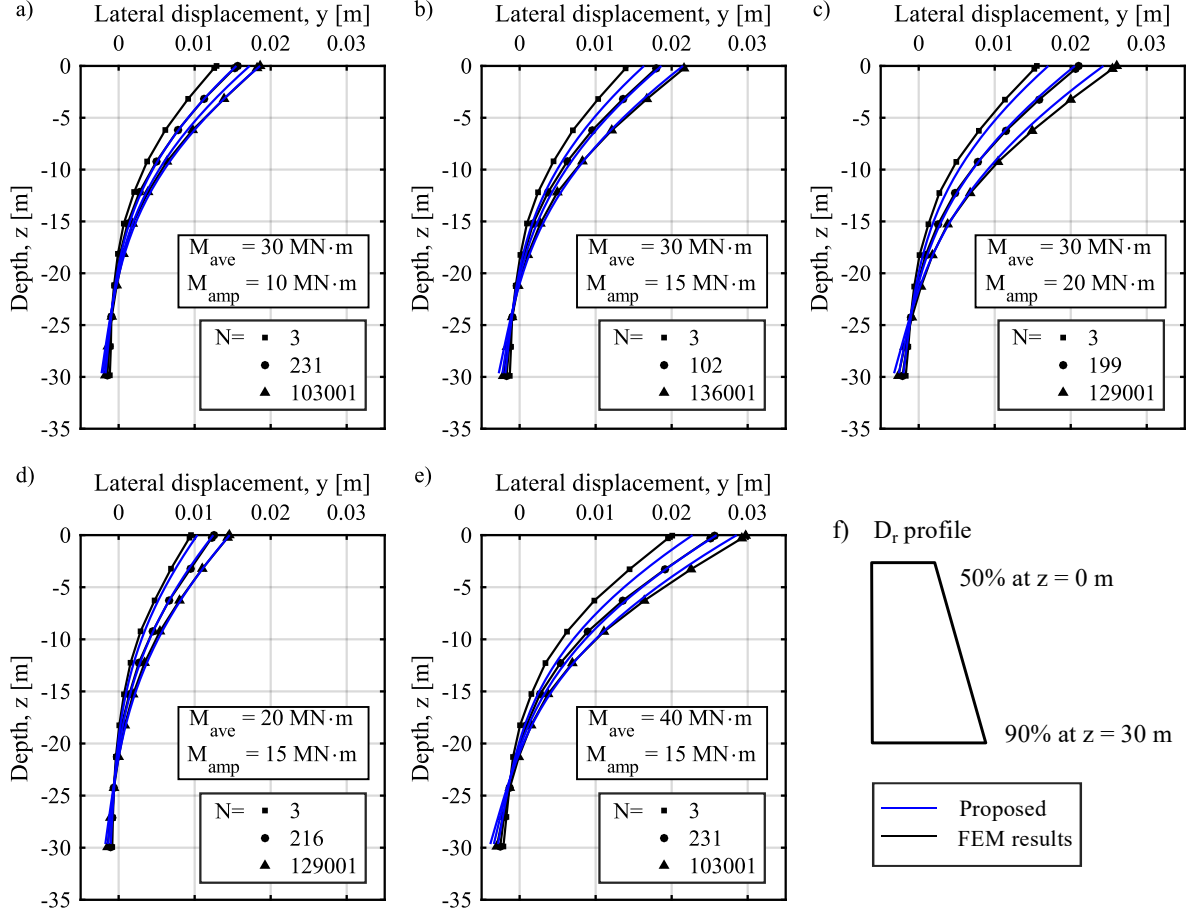 a)
Lateral displacement, y [m]
0 0.01 0.02 0.03
0
-5
-10
-15
-20
-25
-30
-35
Depth, z [m]
M_ave = 30 MN·m
M_amp = 10 MN·m
N= 3
231
103001
b)
Lateral displacement, y [m]
0 0.01 0.02 0.03
0
-5
-10
-15
-20
-25
-30
-35
Depth, z [m]
M_ave = 30 MN·m
M_amp = 15 MN·m
N= 3
102
136001
c)
Lateral displacement, y [m]
0 0.01 0.02 0.03
0
-5
-10
-15
-20
-25
-30
-35
Depth, z [m]
M_ave = 30 MN·m
M_amp = 20 MN·m
N= 3
199
129001
d)
Lateral displacement, y [m]
0 0.01 0.02 0.03
0
-5
-10
-15
-20
-25
-30
-35
Depth, z [m]
M_ave = 20 MN·m
M_amp = 15 MN·m
N= 3
216
129001
e)
Lateral displacement, y [m]
0 0.01 0.02 0.03
0
-5
-10
-15
-20
-25
-30
-35
Depth, z [m]
M_ave = 40 MN·m
M_amp = 15 MN·m
N= 3
231
103001
f) D_r profile
50% at z = 0 m
90% at z = 30 m
Proposed
FEM results